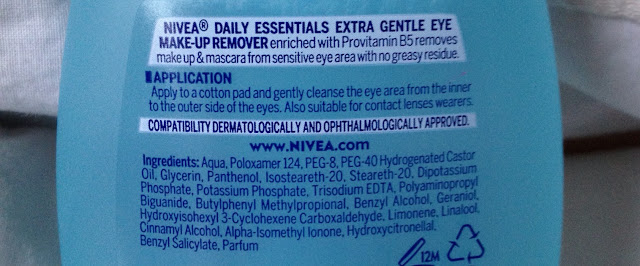 NIVEA® DAILY ESSENTIALS EXTRA GENTLE EYE
MAKE-UP REMOVER enriched with Provitamin B5 removes
make up & mascara from sensitive eye area with no greasy residue.
APPLICATION
Apply to a cotton pad and gently cleanse the eye area from the inner
to the outer side of the eyes. Also suitable for contact lenses wearers.
COMPATIBILITY DERMATOLOGICALLY AND OPHTHALMOLOGICALLY APPROVED.
www.NIVEA.com
Ingredients: Aqua, Poloxamer 124, PEG-8, PEG-40 Hydrogenated Castor
Oil, Glycerin, Panthenol, Isosteareth-20, Steareth-20, Dipotassium
Phosphate, Potassium Phosphate, Trisodium EDTA, Polyaminopropyl
Biguanide, Butylphenyl Methylpropional, Benzyl Alcohol, Geraniol,
Hydroxyisohexyl 3-Cyclohexene Carboxaldehyde, Limonene, Linalool,
Cinnamyl Alcohol, Alpha-Isomethyl Ionone, Hydroxycitronellal,
Benzyl Salicylate, Parfum
12M